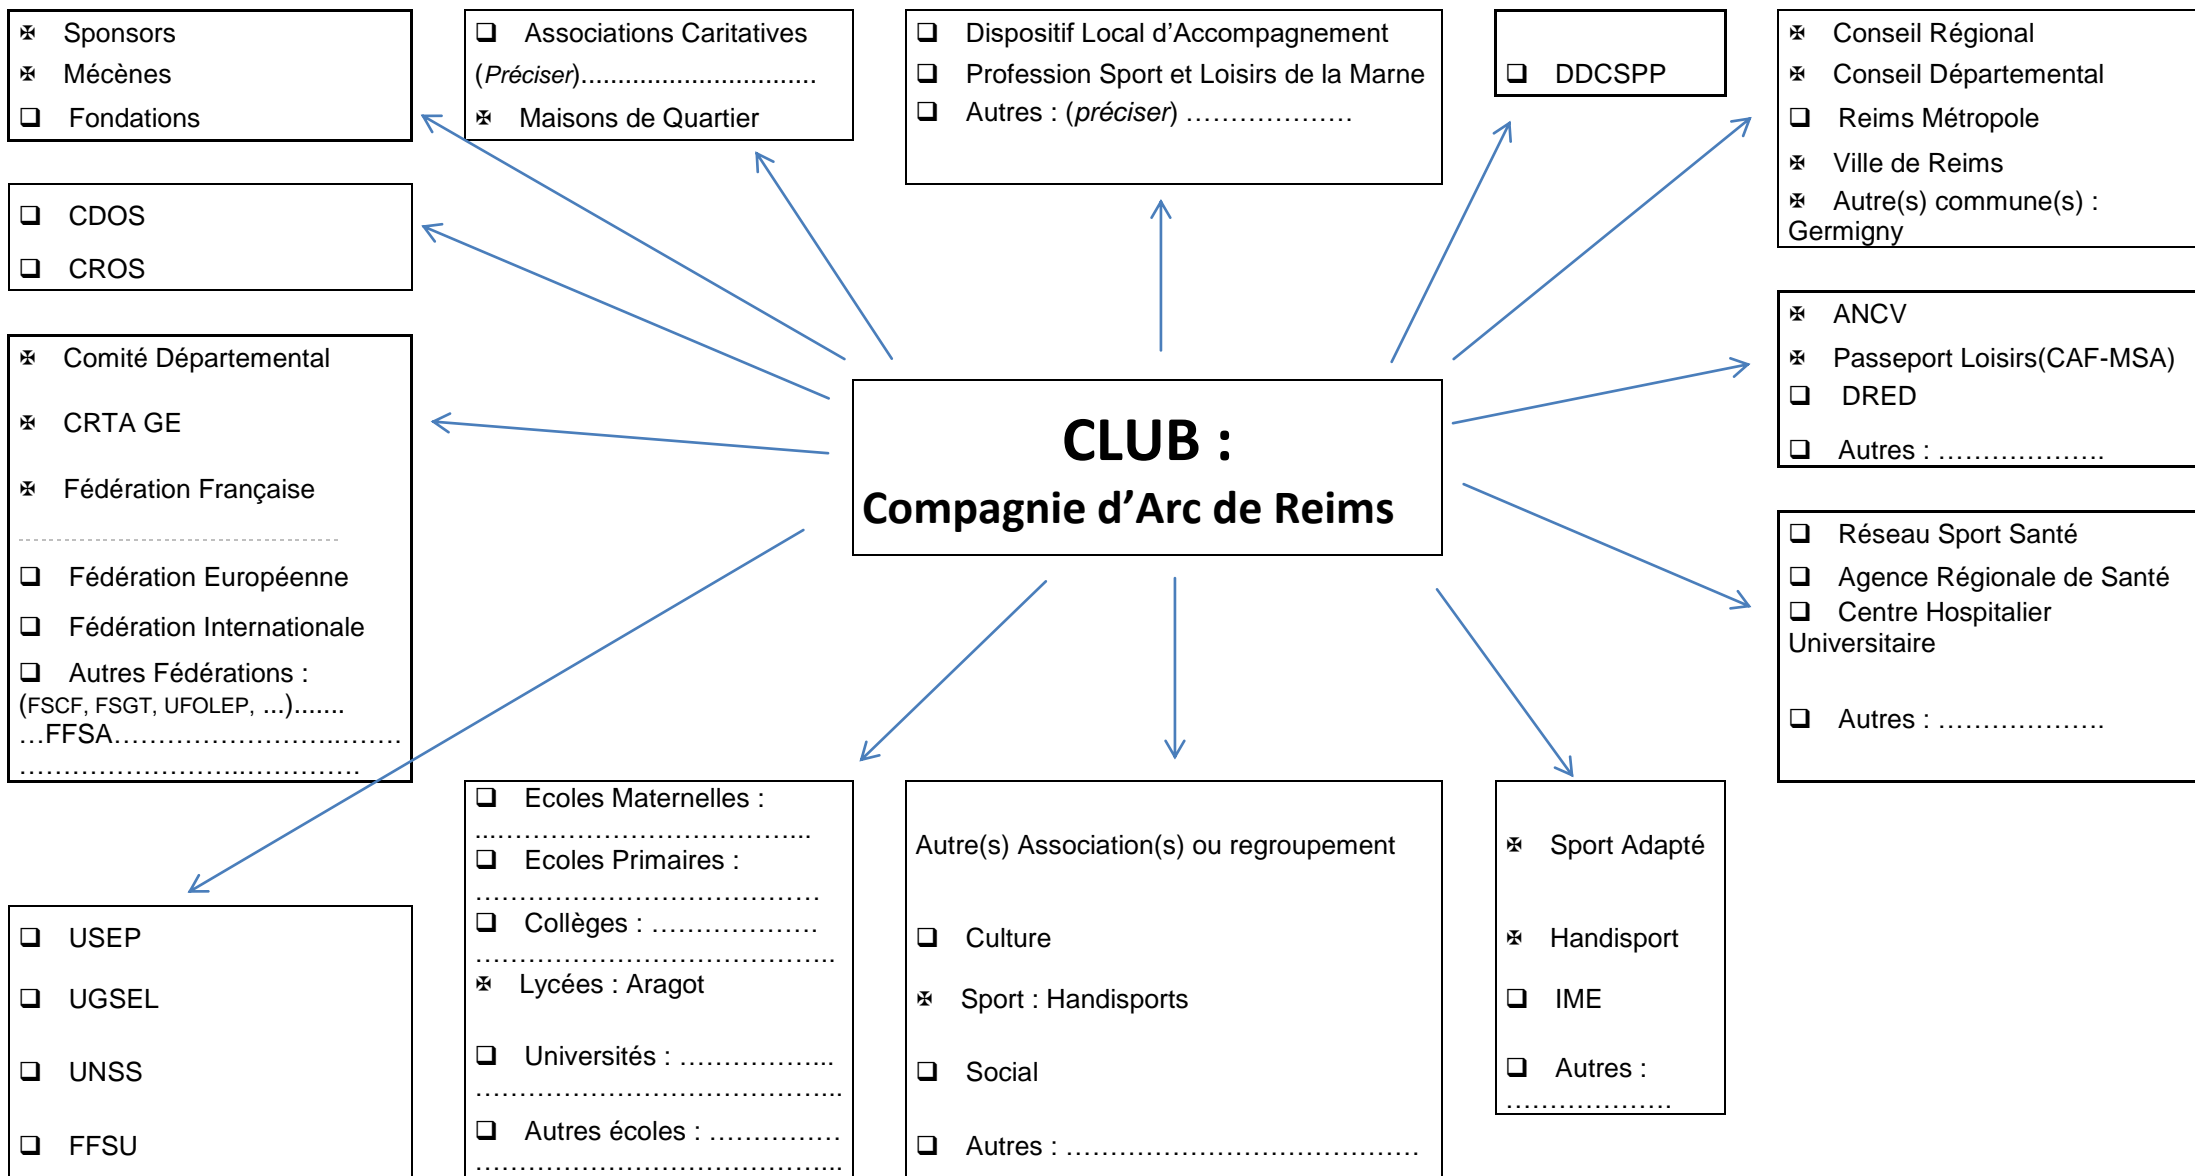 ✠ Sponsors
✠ Mécènes
❑ Fondations
❑ Associations Caritatives
(Préciser)...............................
✠ Maisons de Quartier
❑ Dispositif Local d’Accompagnement
❑ Profession Sport et Loisirs de la Marne
❑ Autres : (préciser) ……………….
❑ DDCSPP
✠ Conseil Régional
✠ Conseil Départemental
❑ Reims Métropole
✠ Ville de Reims
✠ Autre(s) commune(s) :
Germigny
❑ CDOS
❑ CROS
✠ ANCV
✠ Passeport Loisirs(CAF-MSA)
❑ DRED
❑ Autres : ……………….
✠ Comité Départemental
✠ CRTA GE
✠ Fédération Française
❑ Fédération Européenne
❑ Fédération Internationale
❑ Autres Fédérations :
(FSCF, FSGT, UFOLEP, ...).......
…FFSA……………………..…….
……………………..………….
CLUB :
Compagnie d’Arc de Reims
❑ Réseau Sport Santé
❑ Agence Régionale de Santé
❑ Centre Hospitalier
Universitaire
❑ Autres : ……………….
❑ USEP
❑ UGSEL
❑ UNSS
❑ FFSU
❑ Ecoles Maternelles :
...……………………………...
❑ Ecoles Primaires :
…………………………………
❑ Collèges : ……………….
…………………………………..
✠ Lycées : Aragot
❑ Universités : ……………...
…………………………………...
❑ Autres écoles : ……………
…………………………………...
Autre(s) Association(s) ou regroupement
❑ Culture
✠ Sport : Handisports
❑ Social
❑ Autres : ………………………………….
✠ Sport Adapté
✠ Handisport
❑ IME
❑ Autres :
……………….